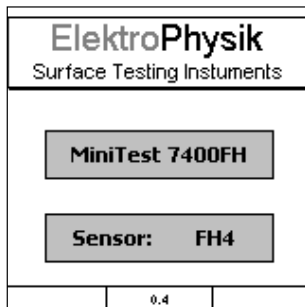 ElektroPhysik
Surface Testing Instuments
MiniTest 7400FH
Sensor: FH4
0.4